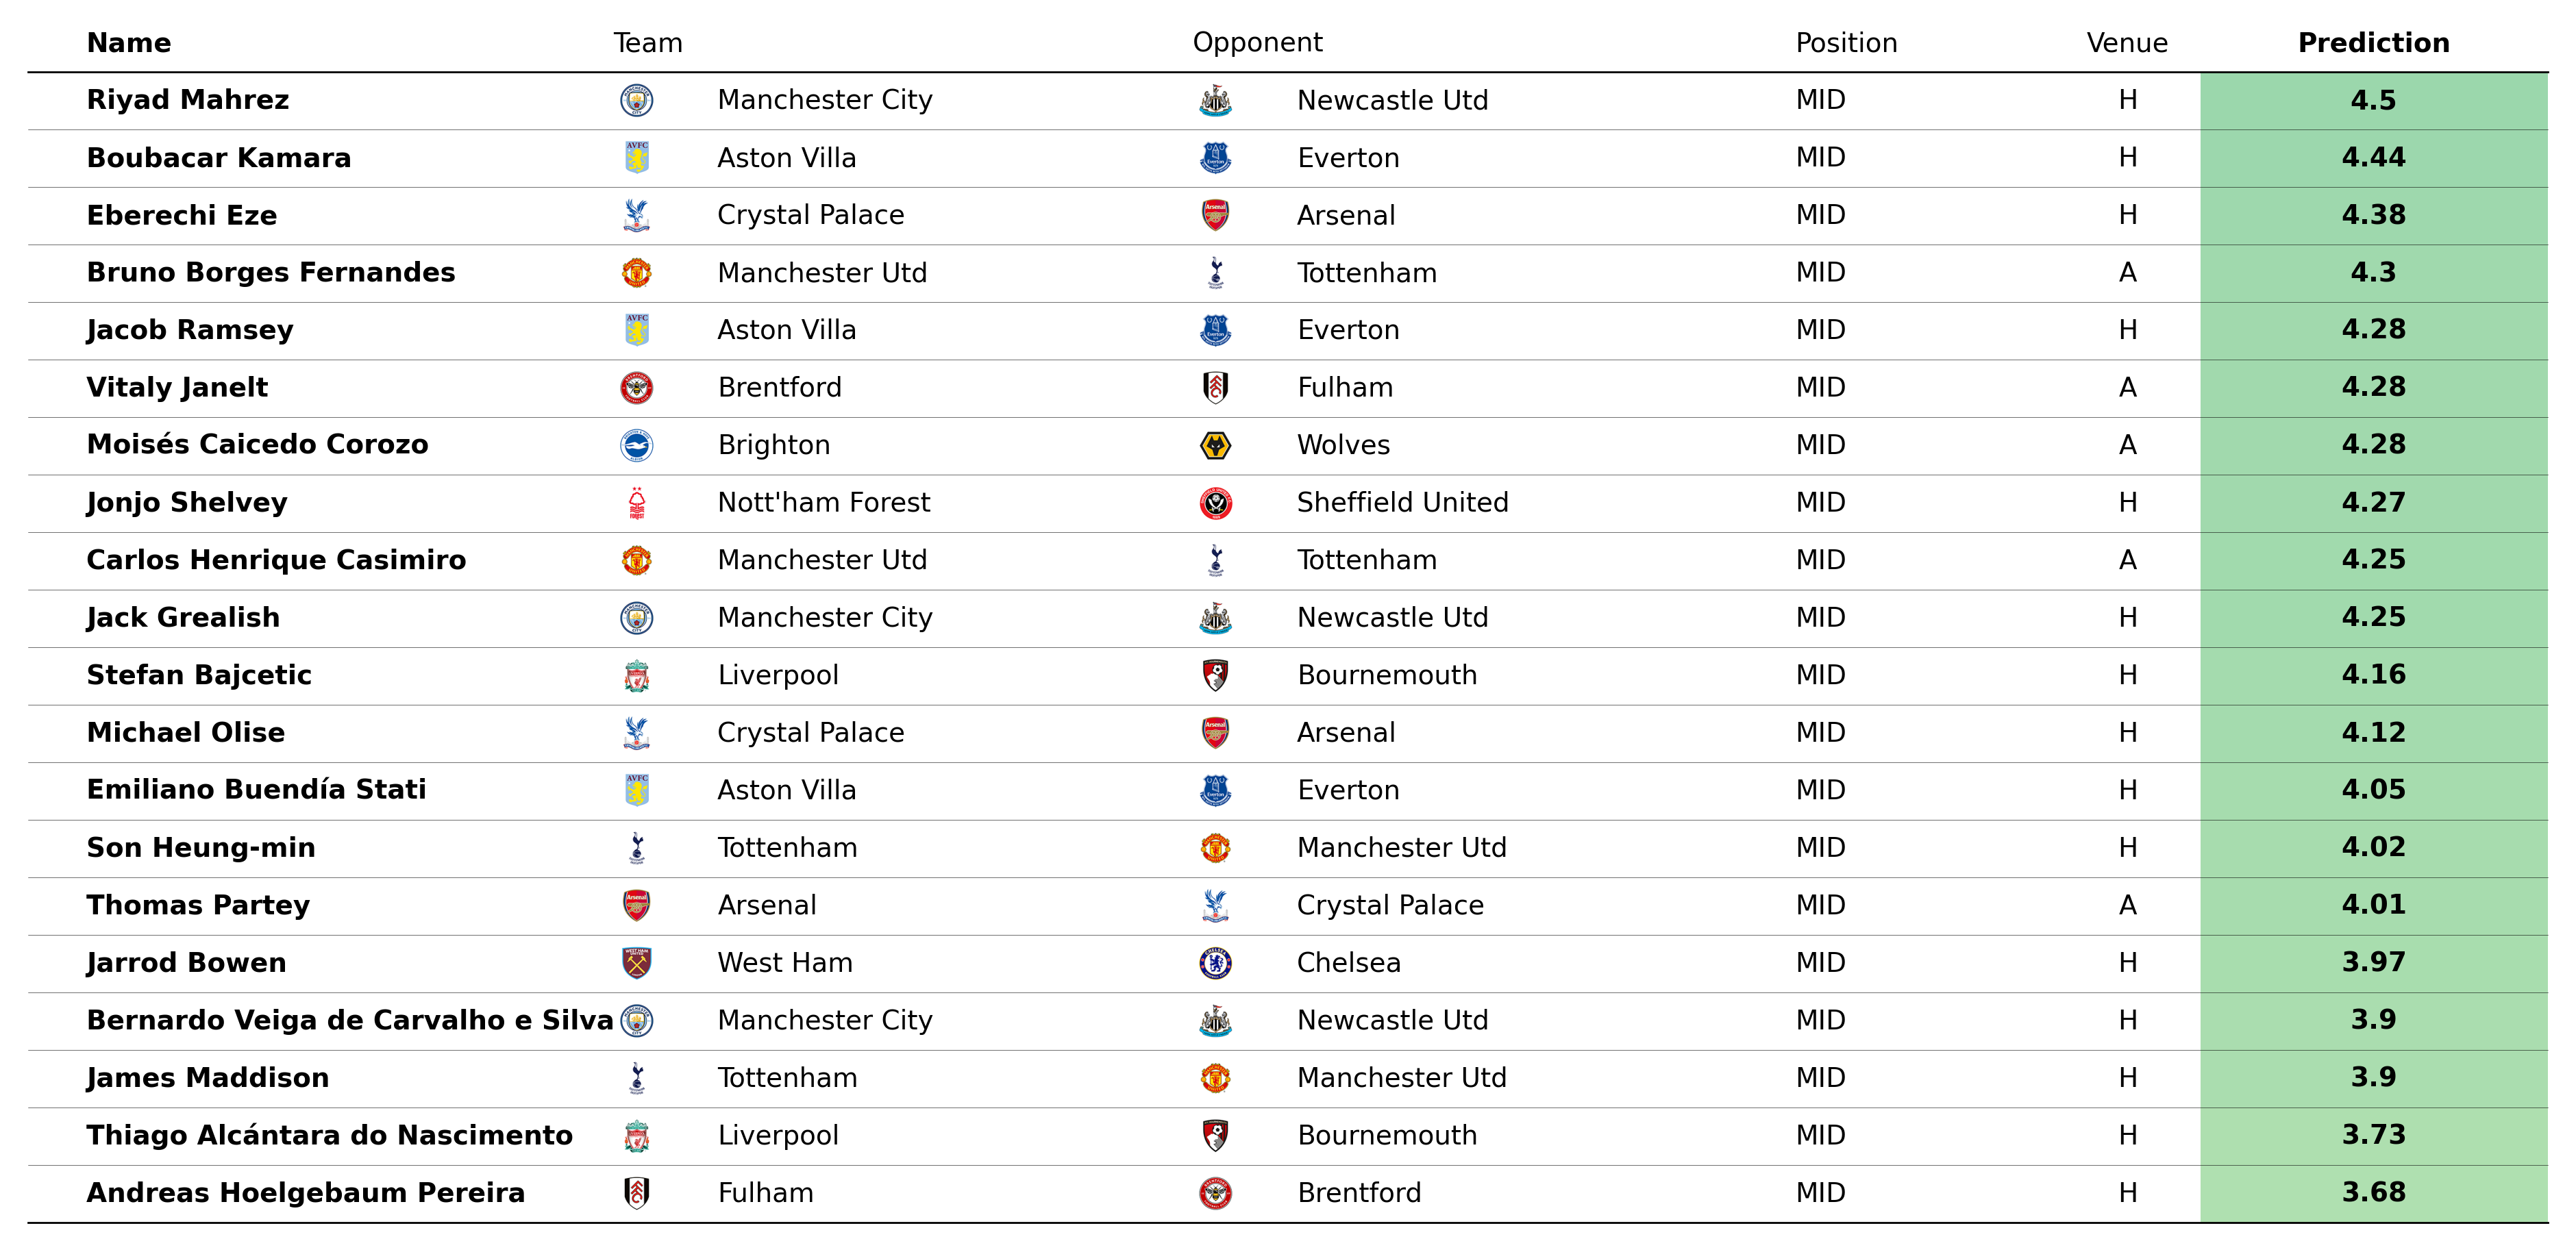 Name Team Opponent Position Venue Prediction
Riyad Mahrez Manchester City Newcastle Utd MID H 4.5
Boubacar Kamara Aston Villa Everton MID H 4.44
Eberechi Eze Crystal Palace Arsenal MID H 4.38
Bruno Borges Fernandes Manchester Utd Tottenham MID A 4.3
Jacob Ramsey Aston Villa Everton MID H 4.28
Vitaly Janelt Brentford Fulham MID A 4.28
Moisés Caicedo Corozo Brighton Wolves MID A 4.28
Jonjo Shelvey Nott'ham Forest Sheffield United MID H 4.27
Carlos Henrique Casimiro Manchester Utd Tottenham MID A 4.25
Jack Grealish Manchester City Newcastle Utd MID H 4.25
Stefan Bajcetic Liverpool Bournemouth MID H 4.16
Michael Olise Crystal Palace Arsenal MID H 4.12
Emiliano Buendía Stati Aston Villa Everton MID H 4.05
Son Heung-min Tottenham Manchester Utd MID H 4.02
Thomas Partey Arsenal Crystal Palace MID A 4.01
Jarrod Bowen West Ham Chelsea MID H 3.97
Bernardo Veiga de Carvalho e Silva Manchester City Newcastle Utd MID H 3.9
James Maddison Tottenham Manchester Utd MID H 3.9
Thiago Alcántara do Nascimento Liverpool Bournemouth MID H 3.73
Andreas Hoelgebaum Pereira Fulham Brentford MID H 3.68